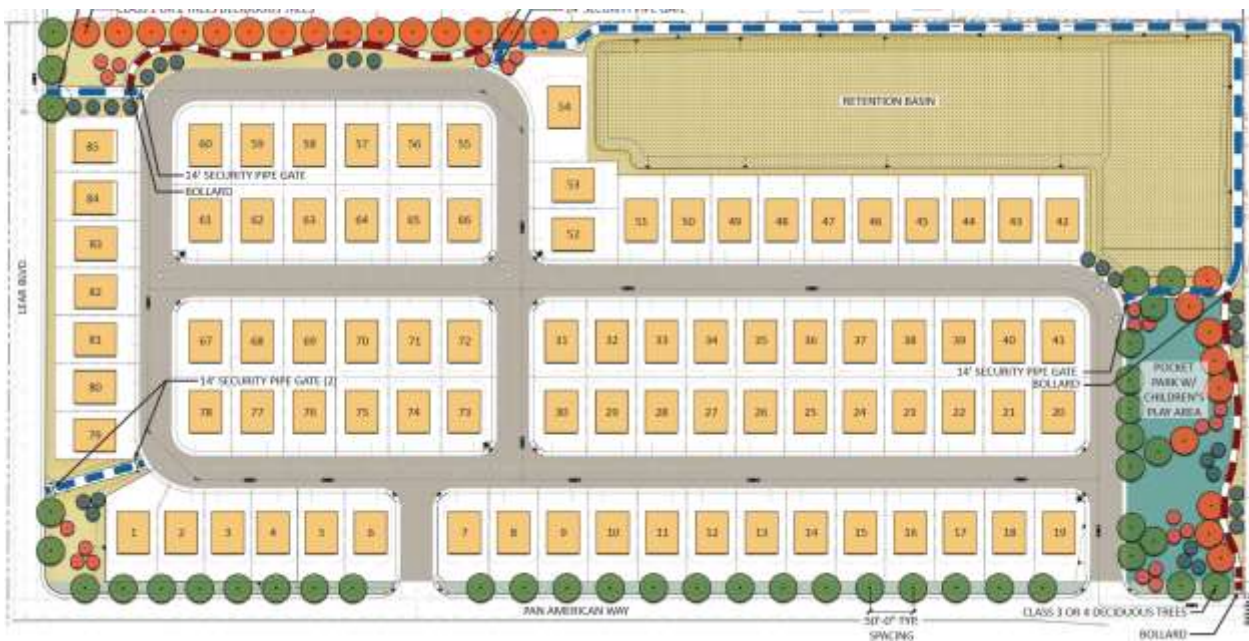 CLASS 1 OR 2 TREES DECIDUOUS TREES
14' SECURITY PIPE GATE
RETENTION BASIN
54
85
60 59 58 57 56 55
14' SECURITY PIPE GATE
BOLLARD
53
84
61 62 63 64 65 66
51 50 49 48 47 46 45 44 43 42
52
83
LEAR BLVD.
82
81
67 68 69 70 71 72
31 32 33 34 35 36 37 38 39 40 41
14' SECURITY PIPE GATE
BOLLARD
POCKET
PARK W/
CHILDREN'S
PLAY AREA
14' SECURITY PIPE GATE (2)
80
78 77 76 75 74 73
30 29 28 27 26 25 24 23 22 21 20
79
1 2 3 4 5 6
7 8 9 10 11 12 13 14 15 16 17 18 19
PAN AMERICAN WAY
30'-0" TYP.
SPACING
CLASS 3 OR 4 DECIDUOUS TREES
BOLLARD